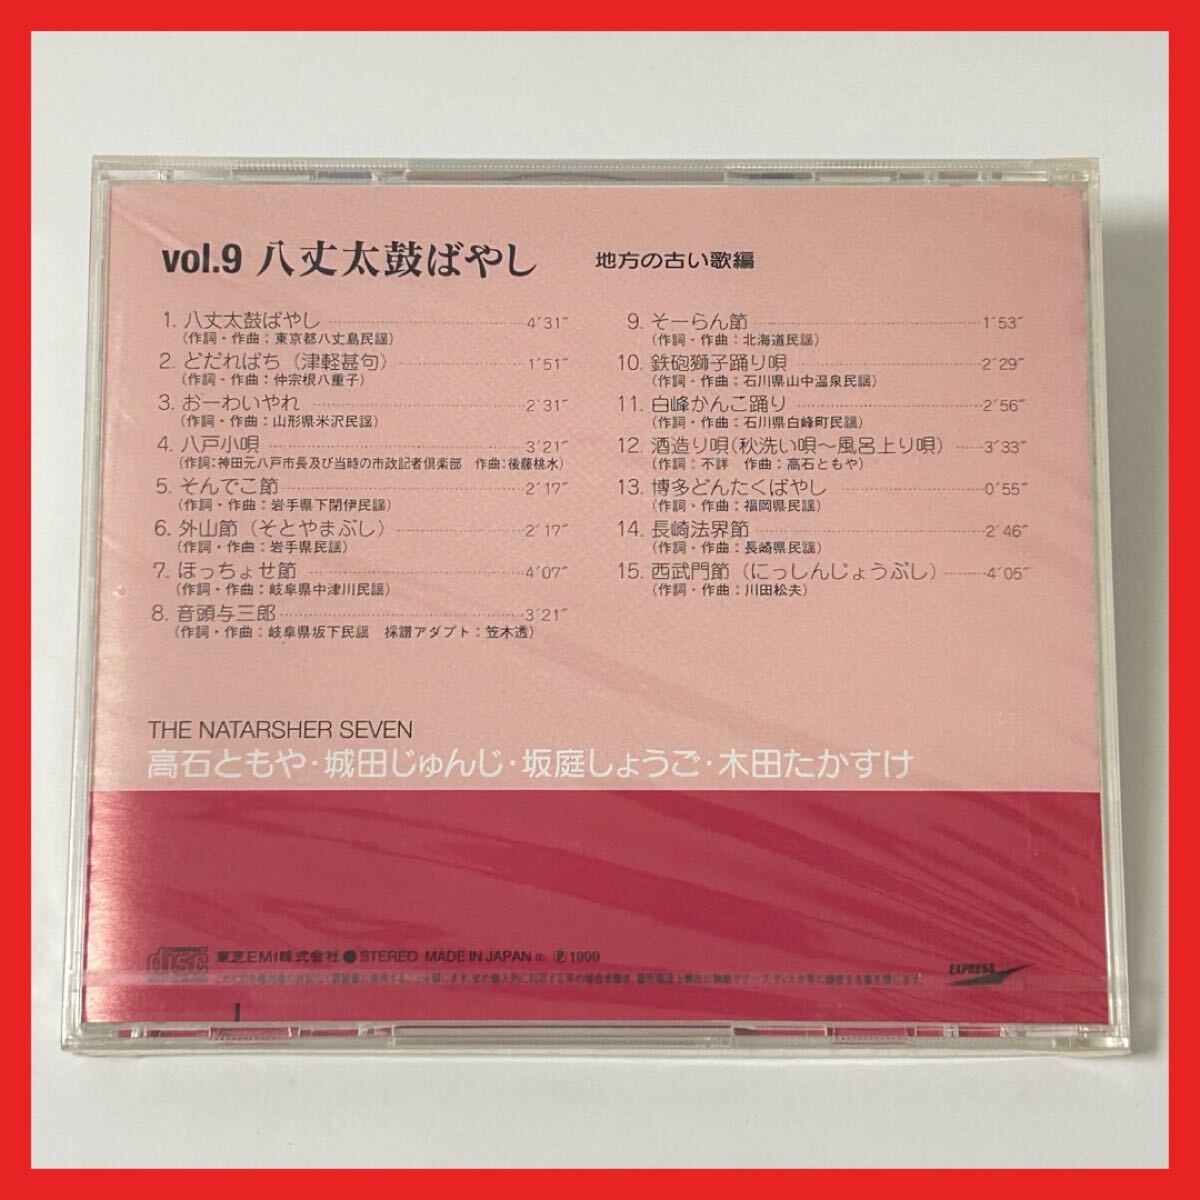 vol.9 八丈太鼓ばやし 地方の古い歌編
1. 八丈太鼓ばやし 4´31˝
(作詞・作曲：東京都八丈島民謡)
2. どだればち（津軽甚句） 1´51˝
(作詞・作曲：仲宗根八重子)
3. おーわいやれ 2´31˝
(作詞・作曲：山形県米沢民謡)
4. 八戸小唄 3´21˝
(作詞：神田元八戸市長及び当時の市政記者倶楽部 作曲：後藤桃水)
5. そんでこ節 2´17˝
(作詞・作曲：岩手県下閉伊民謡)
6. 外山節（そとやまぶし） 2´17˝
(作詞・作曲：岩手県民謡)
7. ほっちょせ節 4´07˝
(作詞・作曲：岐阜県中津川民謡)
8. 音頭与三郎 3´21˝
(作詞・作曲：岐阜県坂下民謡 採譜アダプト：笠木透)
9. そーらん節 1´53˝
(作詞・作曲：北海道民謡)
10. 鉄砲獅子踊り唄 2´29˝
(作詞・作曲：石川県山中温泉民謡)
11. 白峰かんこ踊り 2´56˝
(作詞・作曲：石川県白峰町民謡)
12. 酒造り唄(秋洗い唄～風呂上り唄) 3´33˝
(作詞：不詳 作曲：高石ともや)
13. 博多どんたくばやし 0´55˝
(作詞・作曲：福岡県民謡)
14. 長崎法界節 2´46˝
(作詞・作曲：長崎県民謡)
15. 西武門節（にっしんじょうぶし） 4´05˝
(作詞・作曲：川田松夫)
THE NATARSHER SEVEN
高石ともや・城田じゅんじ・坂庭しょうご・木田たかすけ
disc 東芝EMI株式会社●STEREO MADE IN JAPAN ℗1999
EXPRESS